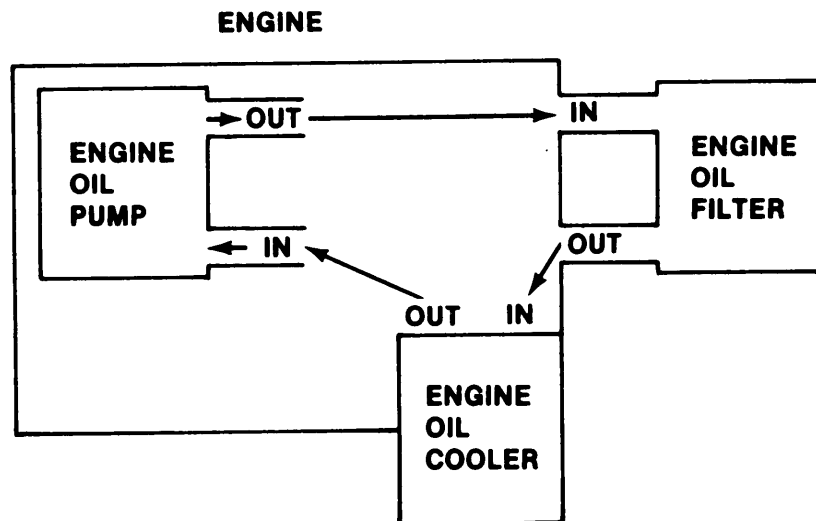 ENGINE
OUT
IN
ENGINE
OIL
PUMP
ENGINE
OIL
FILTER
IN
OUT
OUT
IN
ENGINE
OIL
COOLER